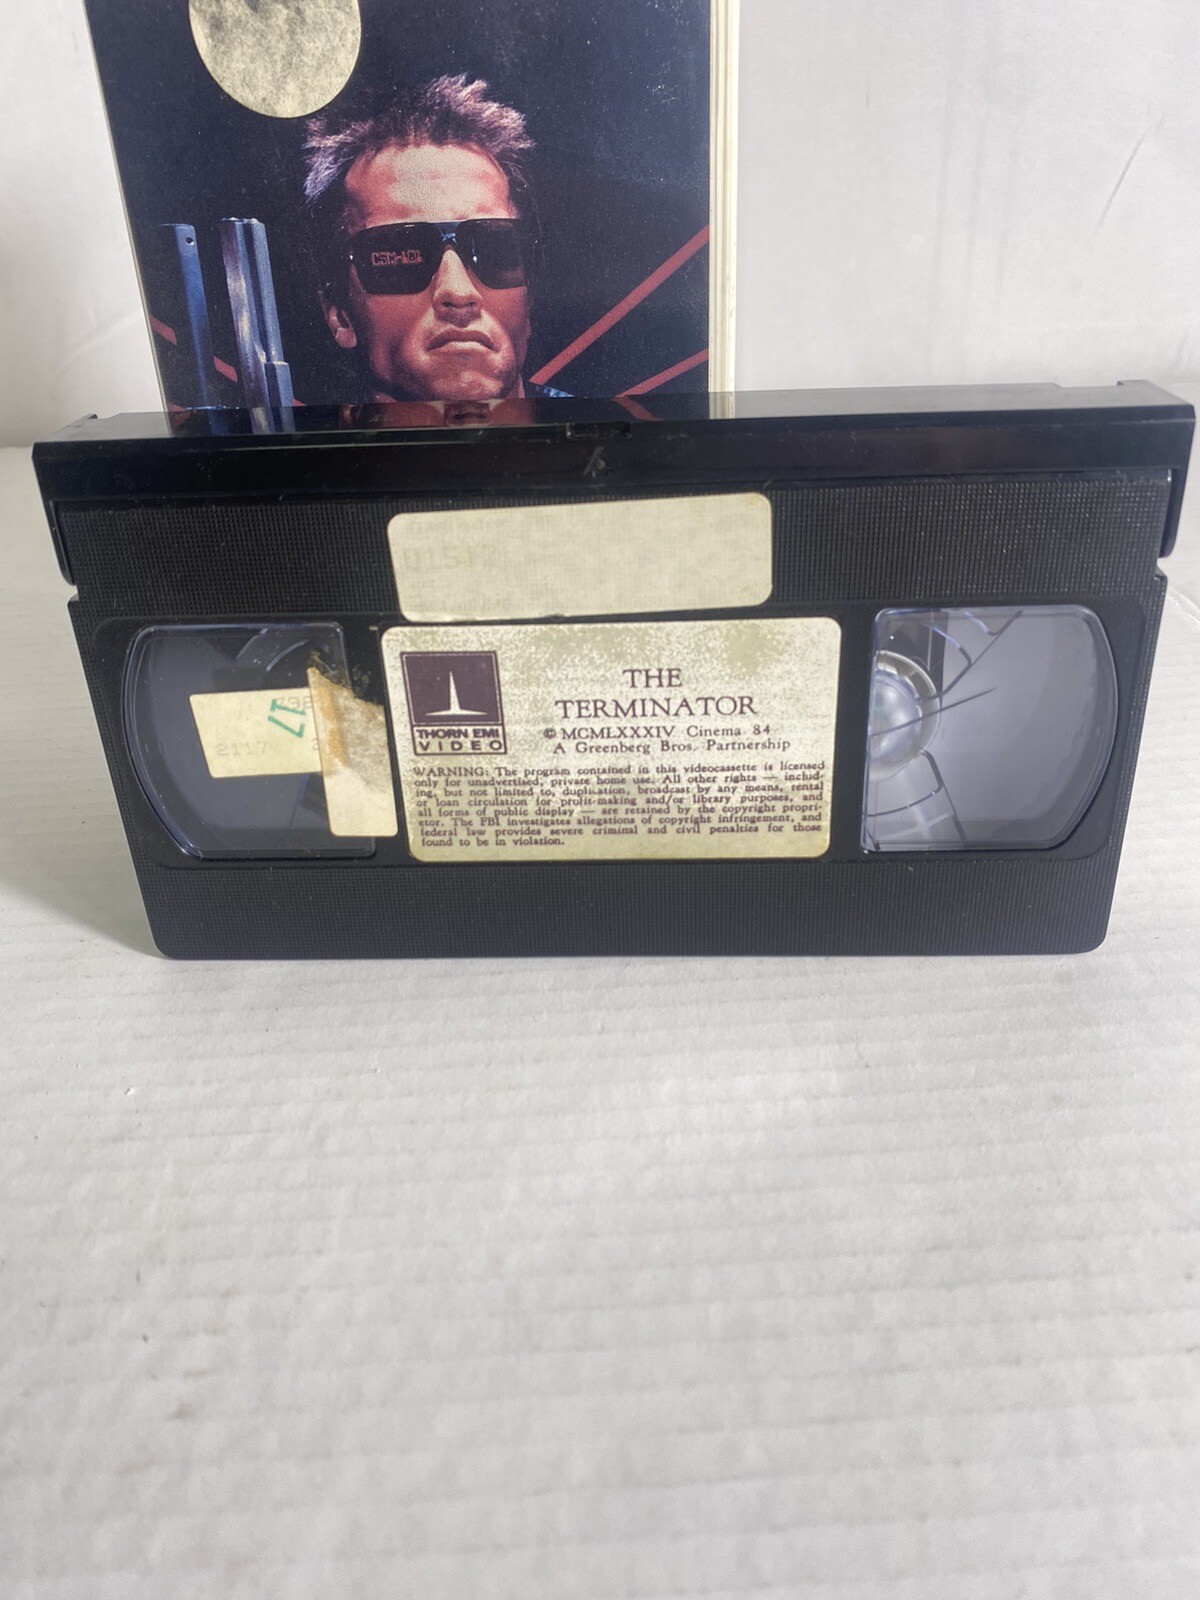 CSM-101
THORN EMI
VIDEO
THE
TERMINATOR
© MCMLXXXIV Cinema 84
A Greenberg Bros. Partnership
WARNING: The program contained in this videocassette is licensed
only for unadvertised, private home use. All other rights — includ-
ing, but not limited to, duplication, broadcast by any means, rental
or loan circulation for profit-making and/or library purposes, and
all forms of public display — are retained by the copyright propri-
etor. The FBI investigates allegations of copyright infringement, and
federal law provides severe criminal and civil penalties for those
found to be in violation.
17
2117